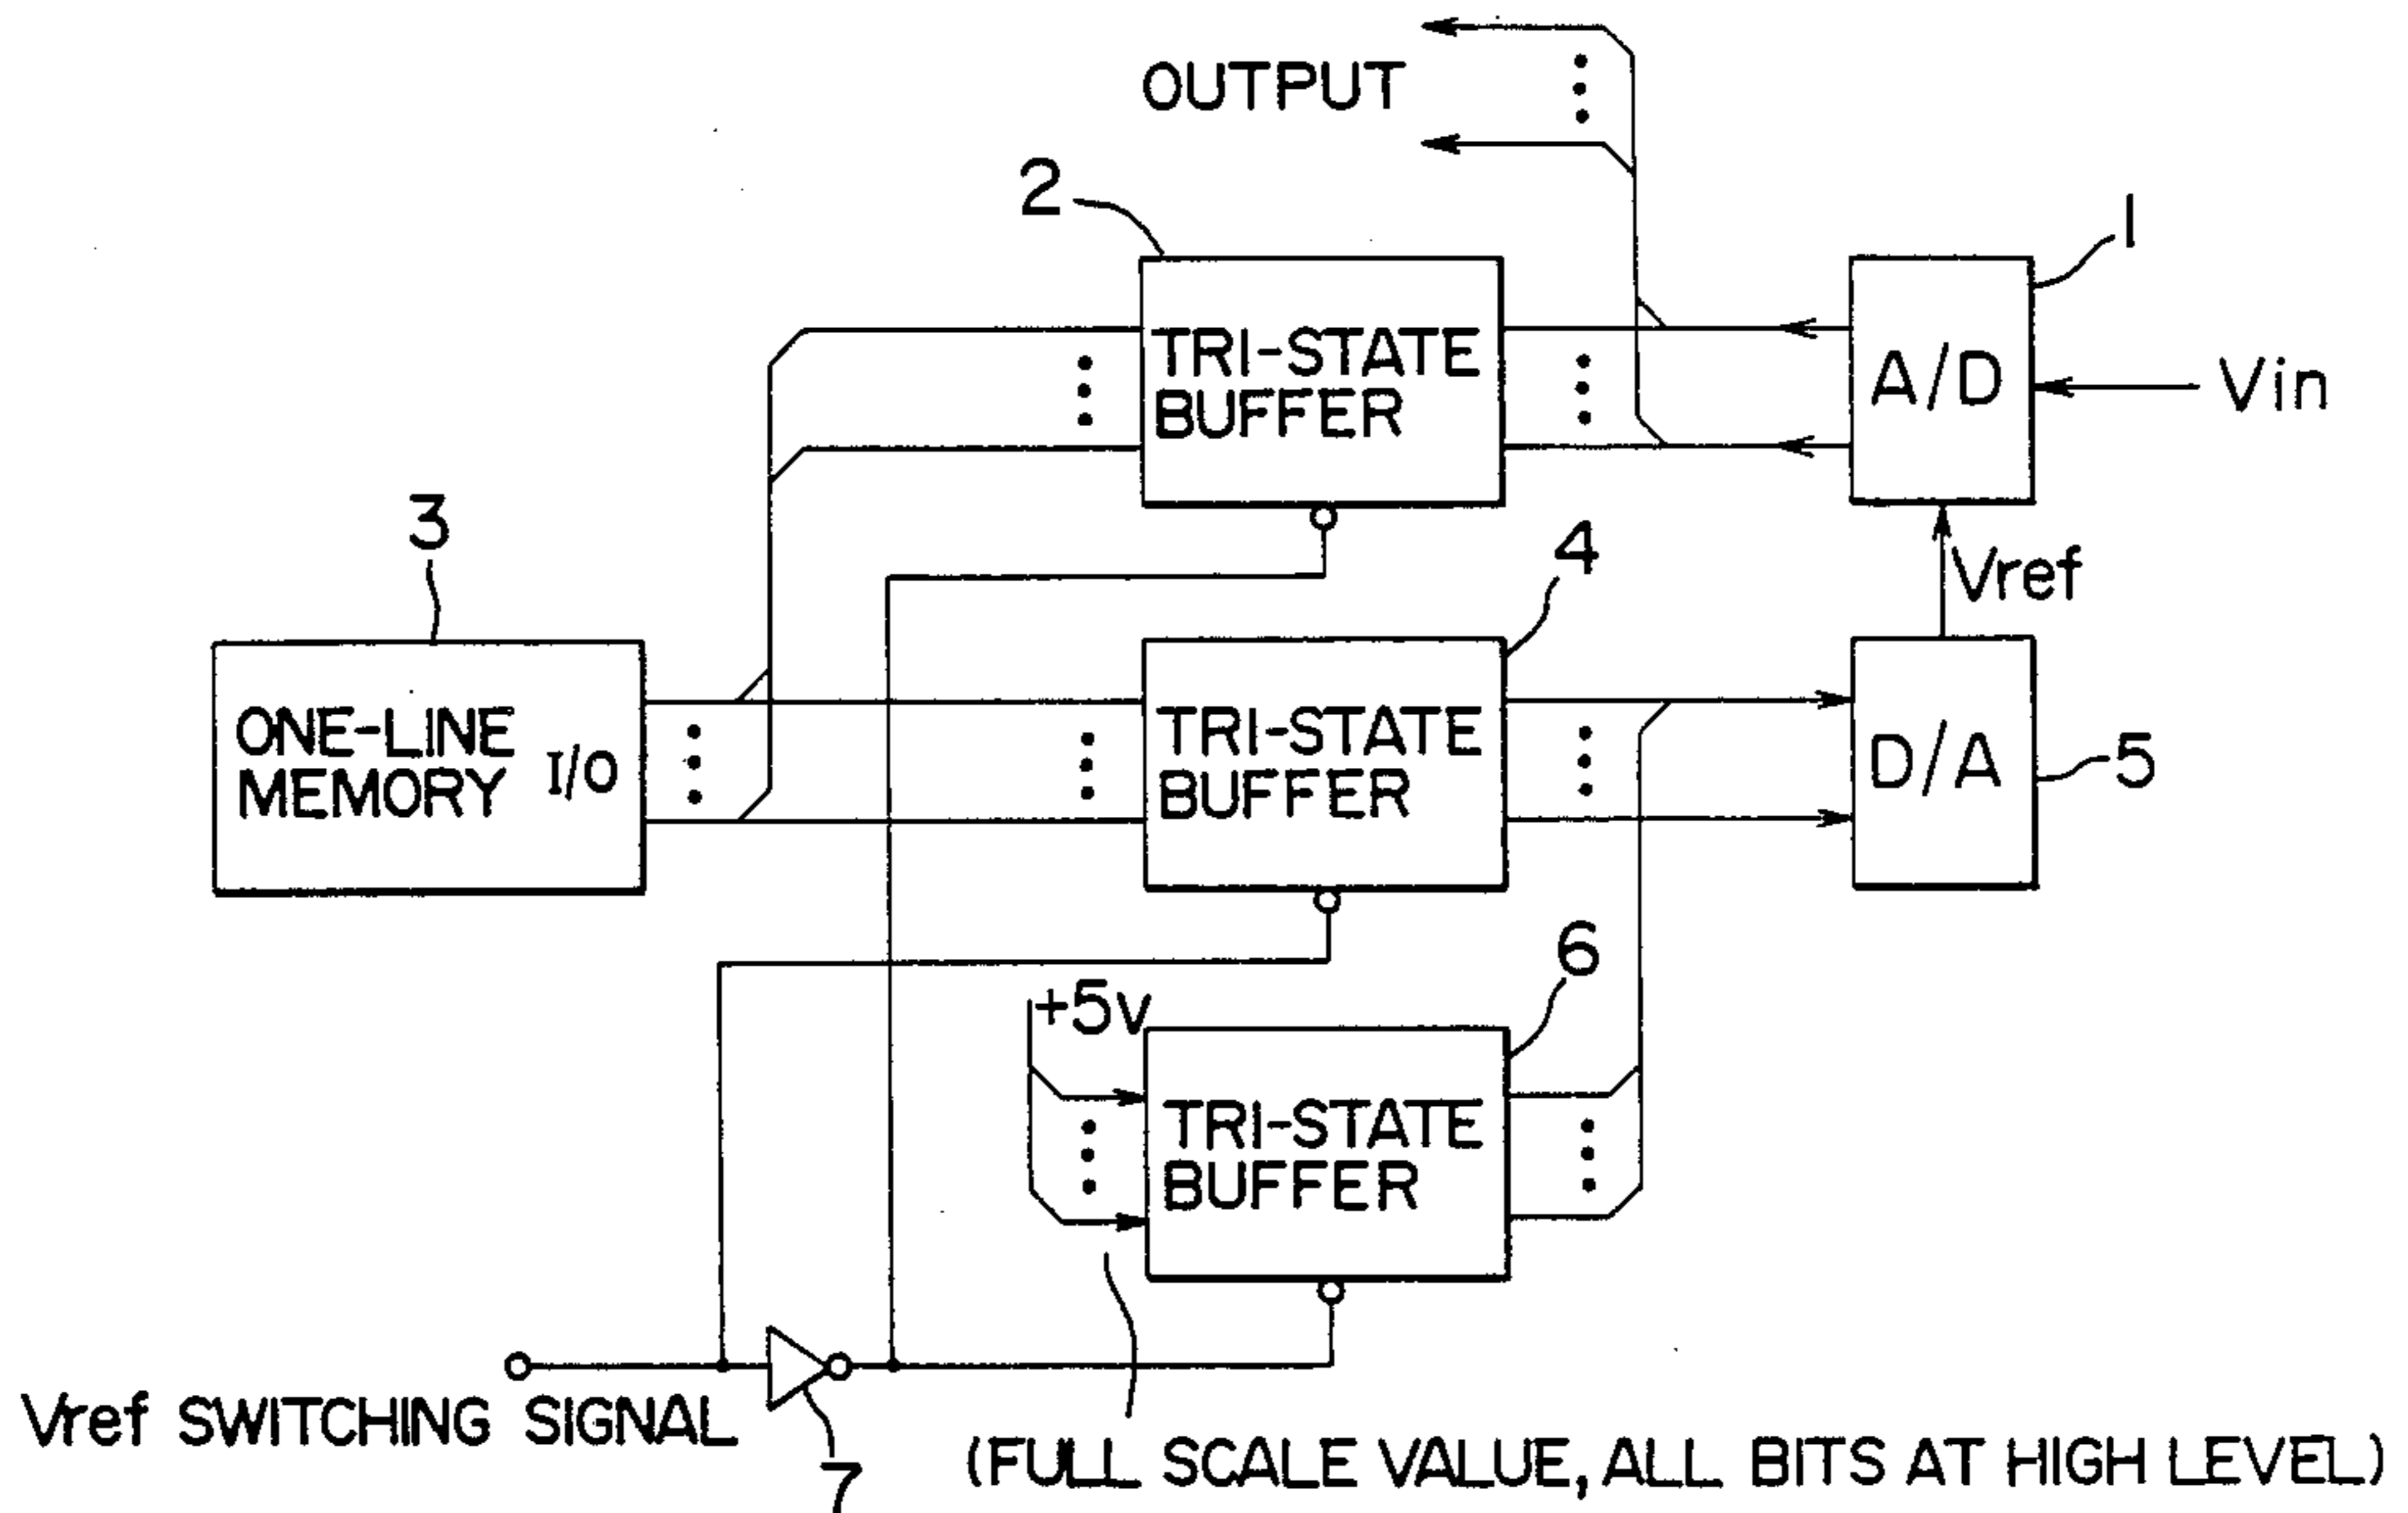 OUTPUT
2
1
TRI-STATE
BUFFER
A/D
Vin
3
4
Vref
ONE-LINE
MEMORY
I/O
TRI-STATE
BUFFER
D/A
5
6
+5v
TRI-STATE
BUFFER
Vref SWITCHING SIGNAL
7
(FULL SCALE VALUE, ALL BITS AT HIGH LEVEL)